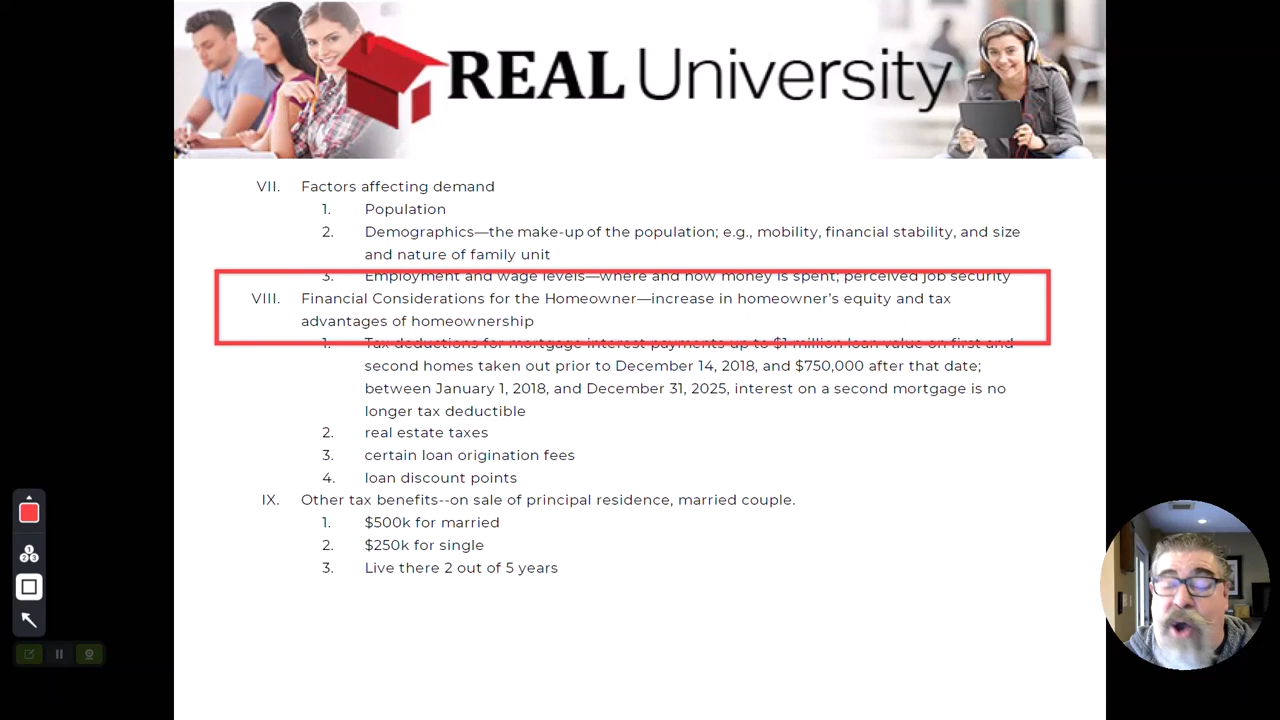 REAL University
VII. Factors affecting demand
1. Population
2. Demographics—the make-up of the population; e.g., mobility, financial stability, and size
and nature of family unit
3. Employment and wage levels—where and how money is spent; perceived job security
VIII. Financial Considerations for the Homeowner—increase in homeowner's equity and tax
advantages of homeownership
1. Tax deductions for mortgage interest payments up to $1 million loan value on first and
second homes taken out prior to December 14, 2018, and $750,000 after that date;
between January 1, 2018, and December 31, 2025, interest on a second mortgage is no
longer tax deductible
2. real estate taxes
3. certain loan origination fees
4. loan discount points
IX. Other tax benefits--on sale of principal residence, married couple.
1. $500k for married
2. $250k for single
3. Live there 2 out of 5 years